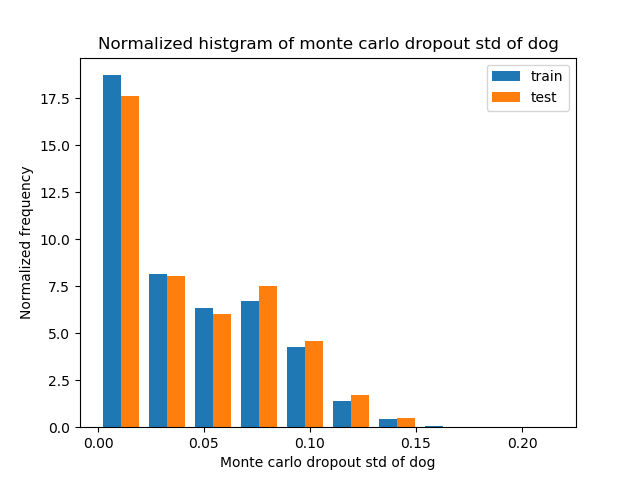 Normalized histgram of monte carlo dropout std of dog
train
test
17.5
15.0
12.5
10.0
7.5
5.0
2.5
0.0
Normalized frequency
0.00 0.05 0.10 0.15 0.20
Monte carlo dropout std of dog